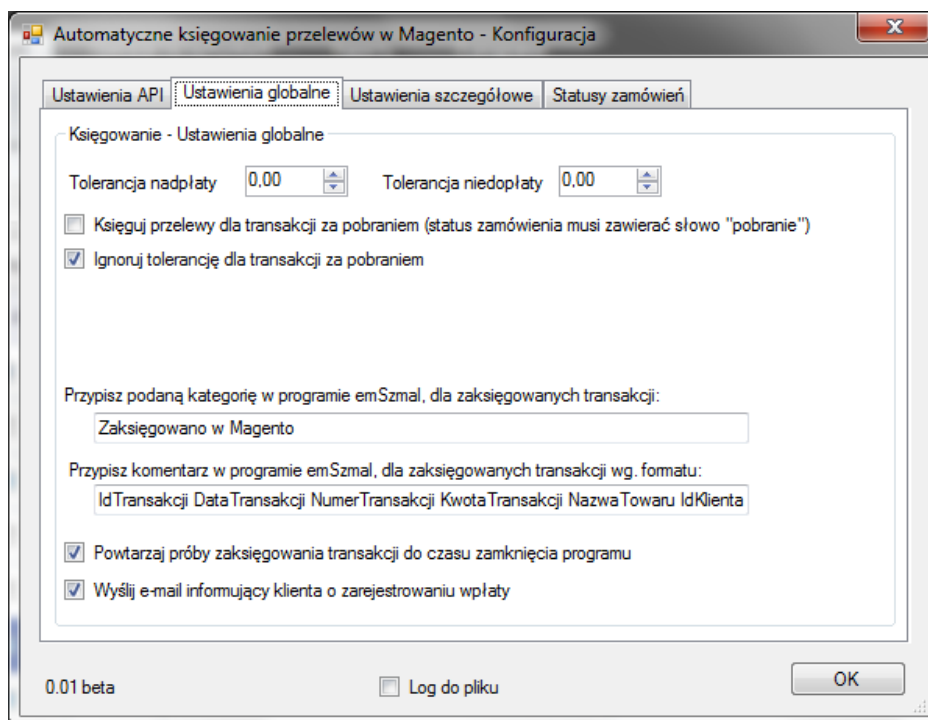 Automatyczne księgowanie przelewów w Magento - Konfiguracja
Ustawienia API Ustawienia globalne Ustawienia szczegółowe Statusy zamówień
Księgowanie - Ustawienia globalne
Tolerancja nadpłaty 0,00 Tolerancja niedopłaty 0,00
Księguj przelewy dla transakcji za pobraniem (status zamówienia musi zawierać słowo "pobranie")
Ignoruj tolerancję dla transakcji za pobraniem
Przypisz podaną kategorię w programie emSzmal, dla zaksięgowanych transakcji:
Zaksięgowano w Magento
Przypisz komentarz w programie emSzmal, dla zaksięgowanych transakcji wg. formatu:
IdTransakcji DataTransakcji NumerTransakcji KwotaTransakcji NazwaTowaru IdKlienta
Powtarzaj próby zaksięgowania transakcji do czasu zamknięcia programu
Wyślij e-mail informujący klienta o zarejestrowaniu wpłaty
0.01 beta Log do pliku OK